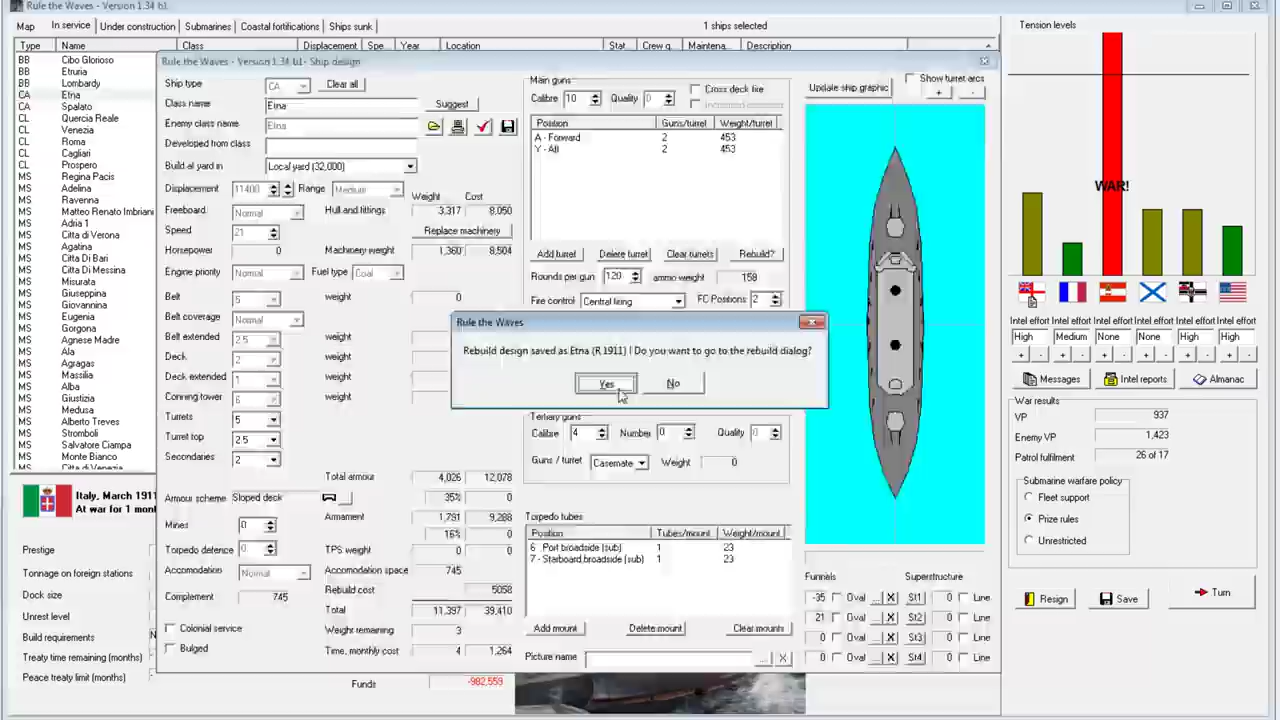 Rule the Waves - Version 1.34 b1
Map In service Under construction Submarines Coastal fortifications Ships sunk 1 ships selected
Type Name Class Displacement Spe... Year Location Stat... Crew q... Maintena... Description
BB Cibo Glorioso
BB Etruria
BB Lombardy
CA Etna
CA Spalato
CL Quercia Reale
CL Venezia
CL Roma
CL Cagliari
CL Prospero
MS Regina Pacis
MS Adelina
MS Ravenna
MS Matteo Renato Imbriani
MS Adria 1
MS Citta di Verona
MS Agatina
MS Citta Di Bari
MS Citta Di Messina
MS Misurata
MS Giuseppina
MS Giovannina
MS Eugenia
MS Gorgona
MS Agnese Madre
MS Ala
MS Agragas
MS Massilia
MS Alba
MS Giustizia
MS Medusa
MS Alberto Treves
MS Stromboli
MS Salvatore Ciampa
MS Monte Bianco
MS Citta di Venezia
Italy, March 1911
At war for 1 mont
Prestige
Tonnage on foreign stations
Dock size
Unrest level
Build requirements N
Treaty time remaining (months)
Peace treaty limit (months)
Rule the Waves - Version 1.34 b1- Ship design
Ship type CA Clear all
Class name Etna Suggest
Enemy class name Etna
Developed from class
Build at yard in Local yard (32,000)
Displacement 11400 Range Medium Weight Cost
Freeboard Normal Hull and fittings 3,317 8,050
Speed 21 Replace machinery
Horsepower 0 Machinery weight 1,360 8,504
Engine priority Normal Fuel type Coal
Belt 5 weight 0
Belt coverage Normal
Belt extended 2.5 weight
Deck 2 weight
Deck extended 1 weight
Conning tower 6 weight
Turrets 5
Turret top 2.5
Secondaries 2
Total armour 4,026 12,078
Armour scheme Sloped deck 35% 0
Mines 0 Armament 1,791 9,288
16% 0
Torpedo defence 0 TPS weight 0 0
Accomodation Normal Accomodation space 745
Complement 745 Rebuild cost 5058
Total 11,397 39,410
Colonial service Weight remaining 3
Bulged Time, monthly cost 4 1,264
Funds -982,559
Main guns
Calibre 10 Quality 0 Cross deck fire
Position Guns/turret Weight/turret
A - Forward 2 453
Y - Aft 2 453
Add turret Delete turret Clear turrets Rebuild?
Rounds per gun 120 ammo weight 159
Fire control Central firing FC Positions 2
Rule the Waves
Rebuild design saved as Etna (R 1911) ! Do you want to go to the rebuild dialog?
Yes No
Tertiary guns
Calibre 4 Number 0 Quality 0
Guns / turret Casemate Weight 0
Torpedo tubes
Position Tubes/mount Weight/mount
6 Port broadside (sub) 1 23
7 - Starboard broadside (sub) 1 23
Add mount Delete mount Clear mounts
Picture name ... X
Update ship graphic Show turret arcs
+ -
Funnels Superstructure
-35 Oval ... X St1 0 Line
21 Oval ... X St2 0 Line
0 Oval ... X St3 0 Line
0 Oval ... X St4 0 Line
Tension levels
WAR!
Intel effort Intel effort Intel effort Intel effort Intel effort Intel effort
High Medium None None High High
+ - + - + - + - + - + -
Messages Intel reports Almanac
War results
VP 937
Enemy VP 1,423
Patrol fulfilment 26 of 17
Submarine warfare policy
Fleet support
Prize rules
Unrestricted
Resign Save Turn